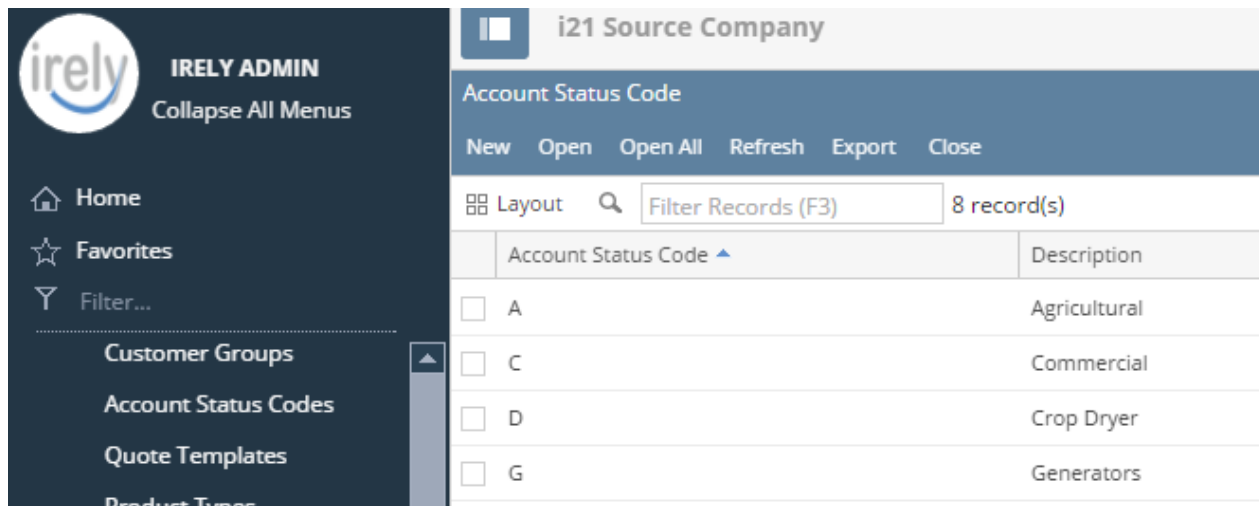 irely
IRELY ADMIN
Collapse All Menus
Home
Favorites
Filter...
Customer Groups
Account Status Codes
Quote Templates
Product Types
i21 Source Company
Account Status Code
New Open Open All Refresh Export Close
Layout Filter Records (F3) 8 record(s)
Account Status Code Description
A Agricultural
C Commercial
D Crop Dryer
G Generators